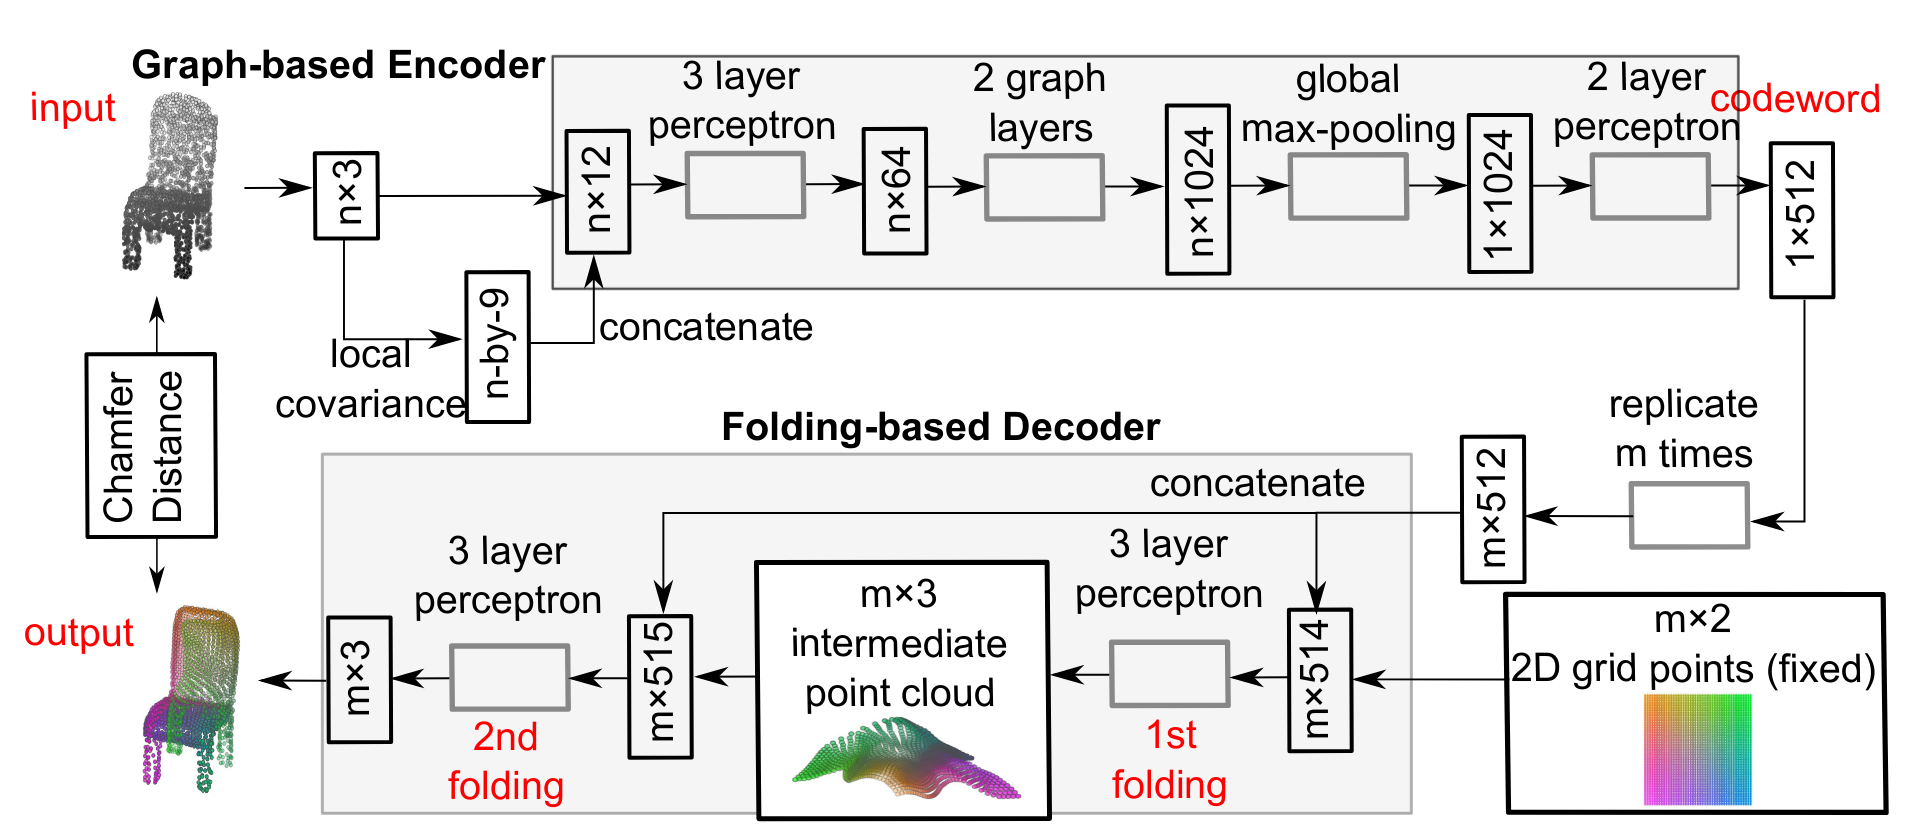 Graph-based Encoder
input
3 layer
perceptron
2 graph
layers
global
max-pooling
2 layer
perceptron
codeword
n×3
n×12
n×64
n×1024
1×1024
1×512
local
covariance
n-by-9
concatenate
Chamfer
Distance
replicate
m times
m×512
Folding-based Decoder
concatenate
3 layer
perceptron
3 layer
perceptron
m×2
2D grid points (fixed)
m×514
1st
folding
m×3
intermediate
point cloud
m×515
2nd
folding
m×3
output